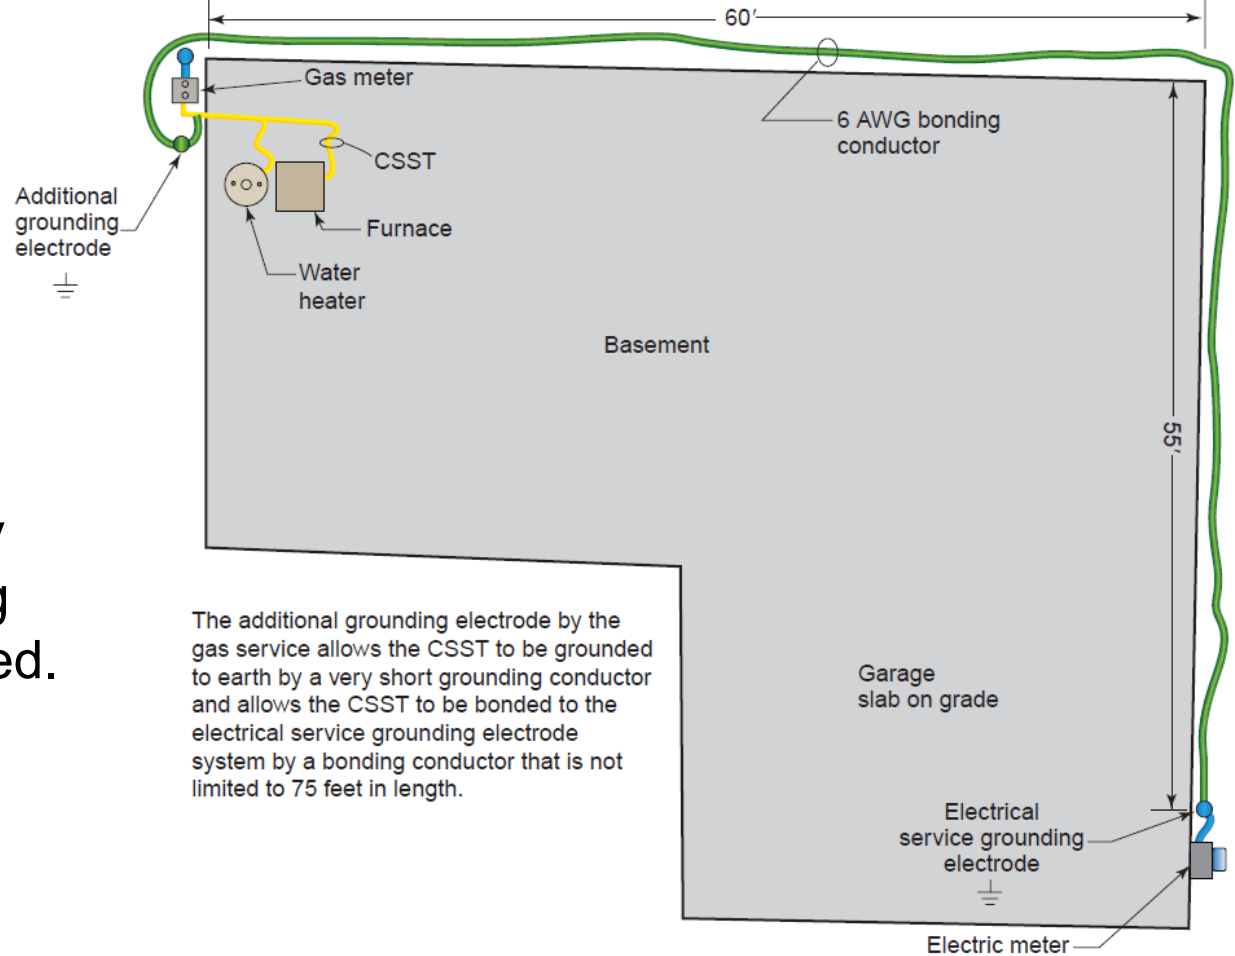 60′
Gas meter
6 AWG bonding
conductor
CSST
Additional
grounding
electrode
Furnace
Water
heater
Basement
55′
y
g
ed.
The additional grounding electrode by the
gas service allows the CSST to be grounded
to earth by a very short grounding conductor
and allows the CSST to be bonded to the
electrical service grounding electrode
system by a bonding conductor that is not
limited to 75 feet in length.
Garage
slab on grade
Electrical
service grounding
electrode
Electric meter